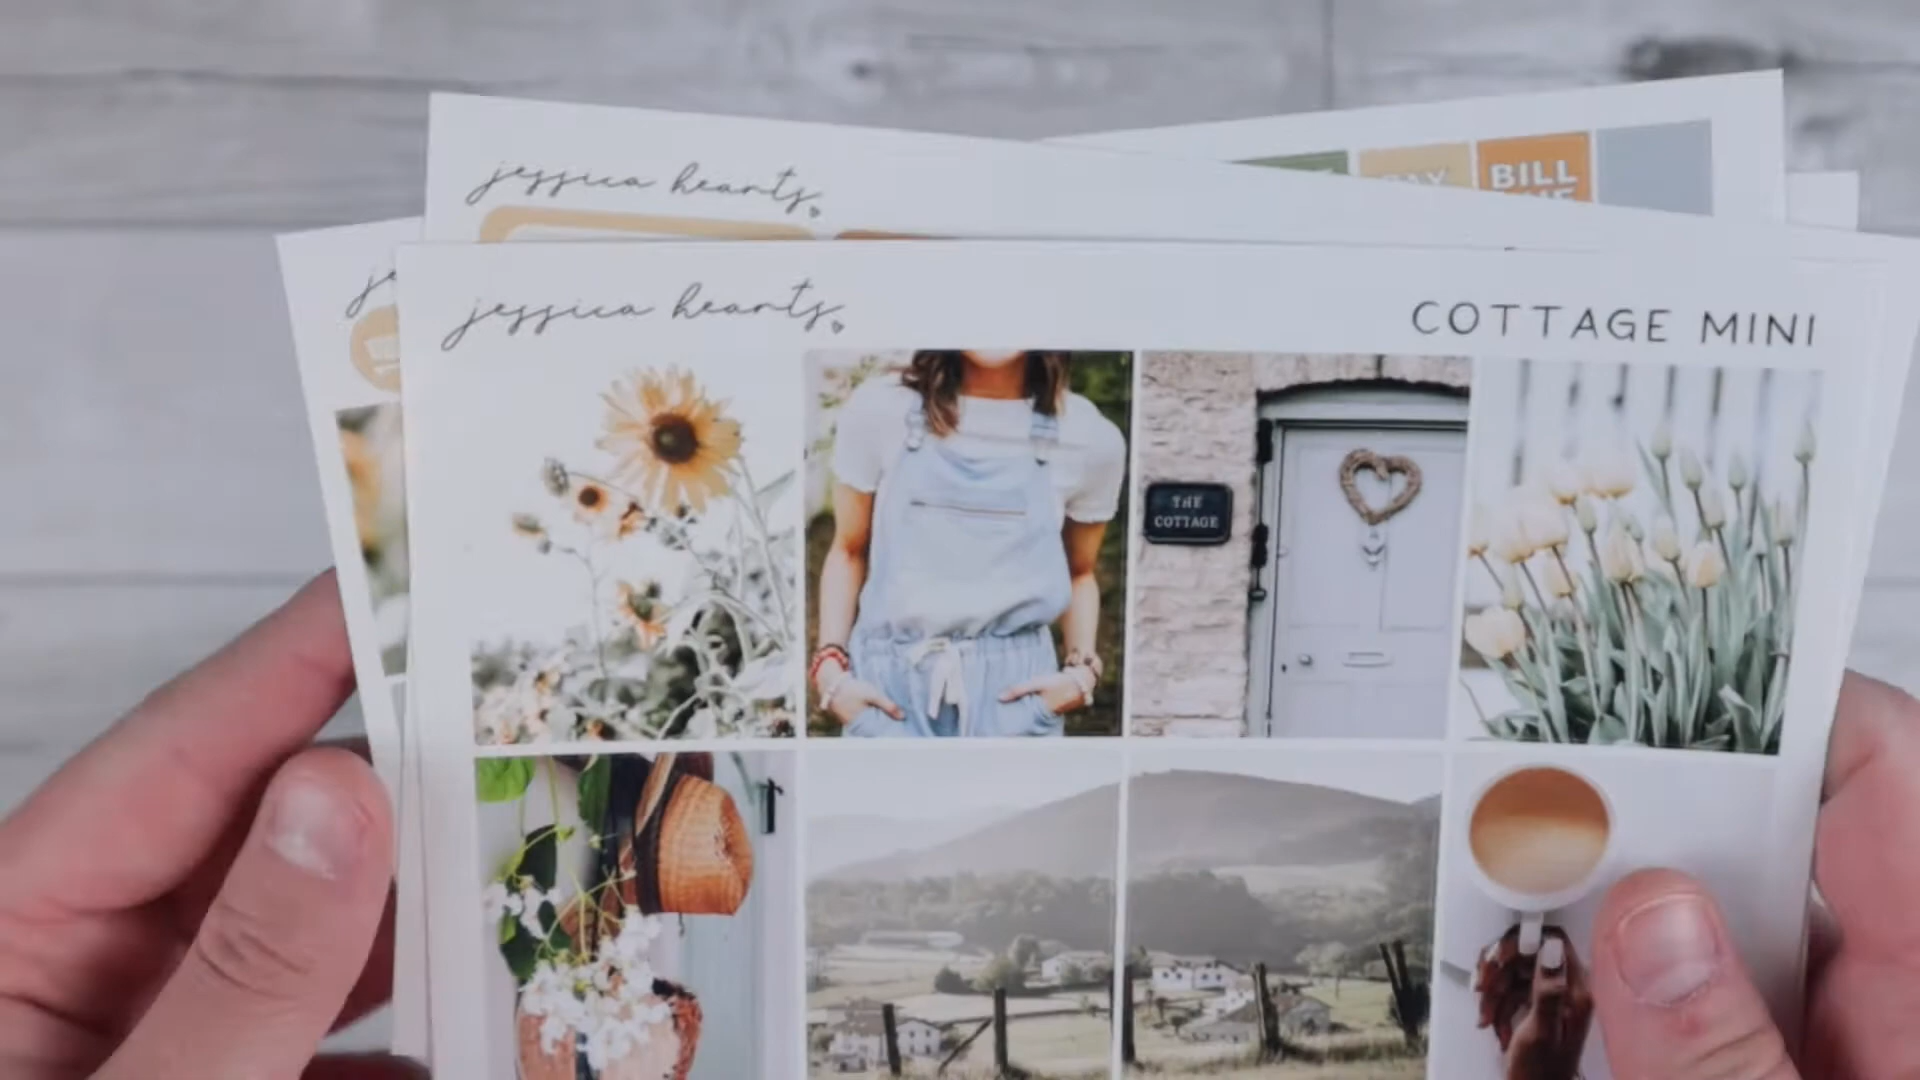 jessica hearts
BILL
jessica hearts
COTTAGE MINI
THE
COTTAGE